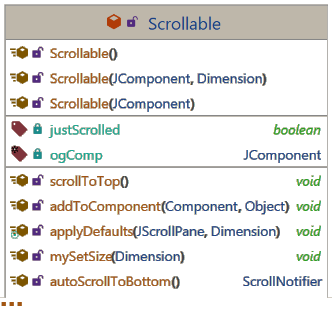 Scrollable
Scrollable()
Scrollable(JComponent, Dimension)
Scrollable(JComponent)
justScrolled boolean
ogComp JComponent
scrollToTop() void
addToComponent(Component, Object) void
applyDefaults(JScrollPane, Dimension) void
mySetSize(Dimension) void
autoScrollToBottom() ScrollNotifier